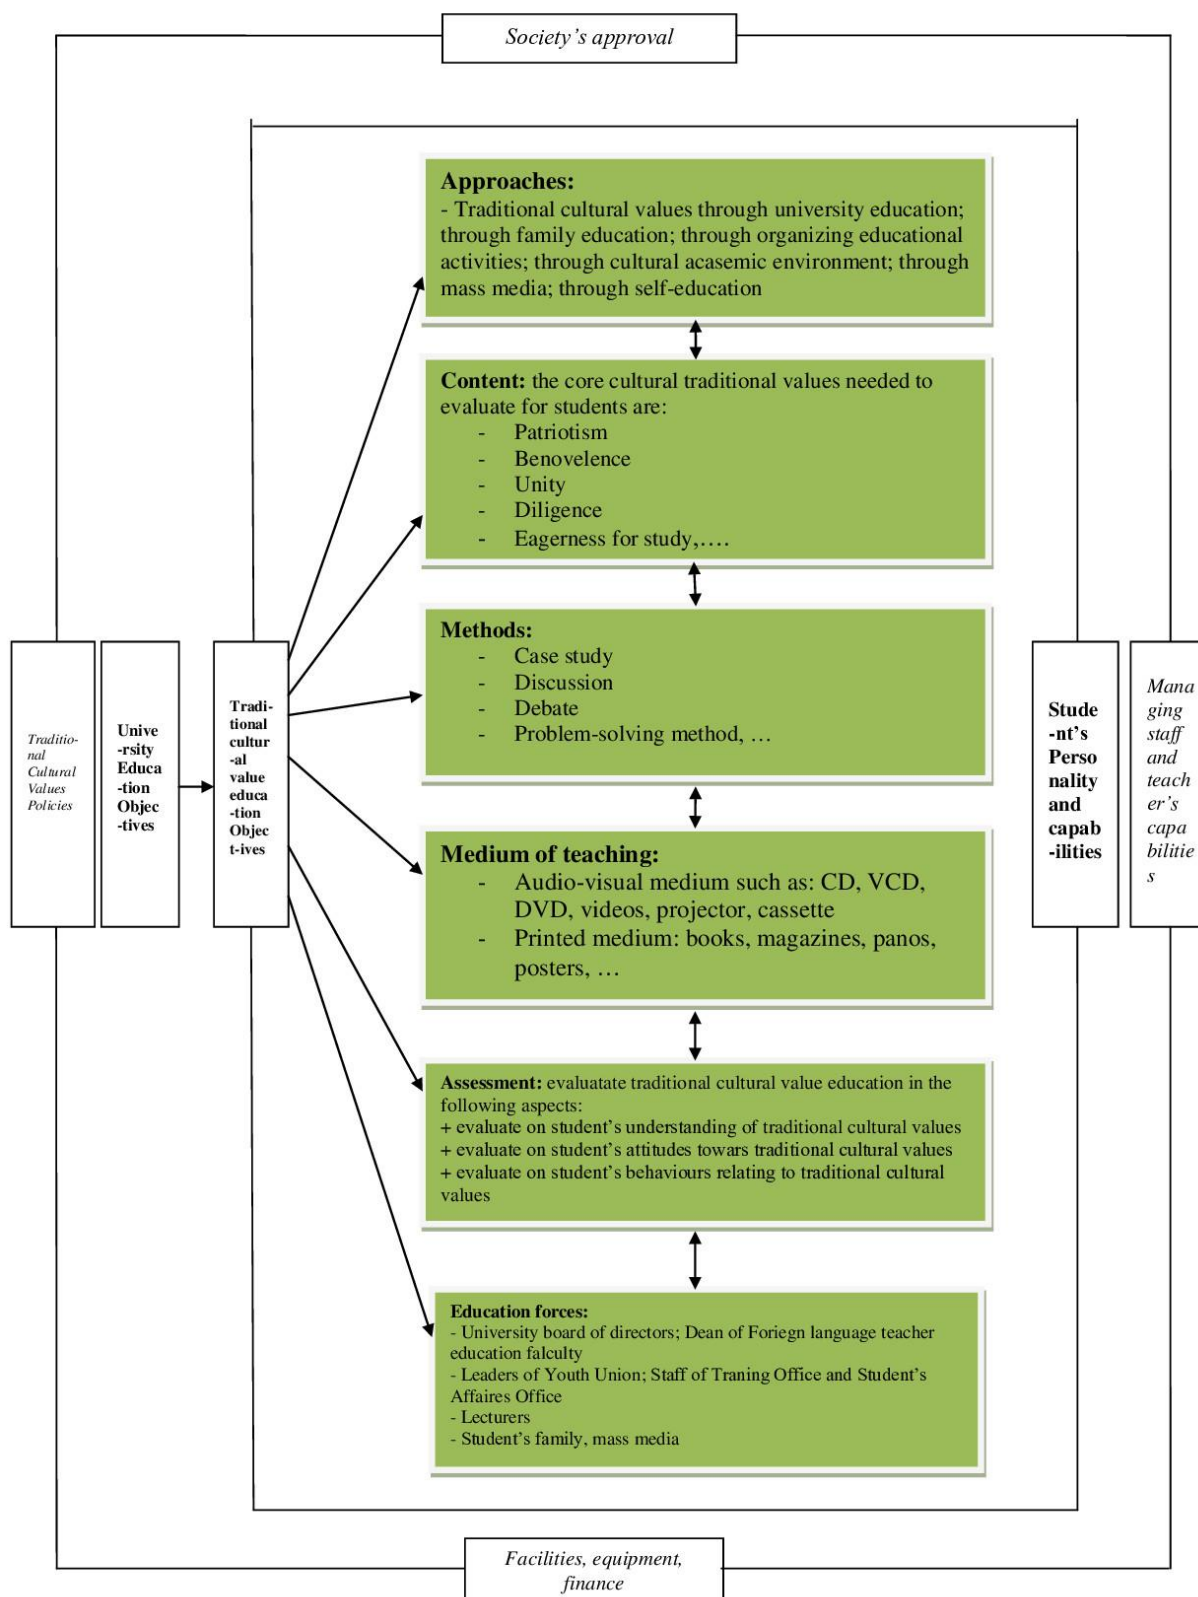 Society’s approval
Approaches:
- Traditional cultural values through university education;
through family education; through organizing educational
activities; through cultural acasemic environment; through
mass media; through self-education
Content: the core cultural traditional values needed to
evaluate for students are:
- Patriotism
- Benovelence
- Unity
- Diligence
- Eagerness for study,….
Methods:
- Case study
- Discussion
- Debate
- Problem-solving method, …
Traditio-
nal
Cultural
Values
Policies
Unive
-rsity
Educa
-tion
Objec
-tives
Tradi-
tional
cultur
-al
value
educa
-tion
Objec
t-ives
Stude
-nt’s
Perso
nality
and
capab
-ilities
Mana
ging
staff
and
teach
er’s
capa
bilitie
s
Medium of teaching:
- Audio-visual medium such as: CD, VCD,
DVD, videos, projector, cassette
- Printed medium: books, magazines, panos,
posters, …
Assessment: evaluatate traditional cultural value education in the
following aspects:
+ evaluate on student’s understanding of traditional cultural values
+ evaluate on student’s attitudes towars traditional cultural values
+ evaluate on student’s behaviours relating to traditional cultural
values
Education forces:
- University board of directors; Dean of Foriegn language teacher
education falculty
- Leaders of Youth Union; Staff of Traning Office and Student’s
Affaires Office
- Lecturers
- Student’s family, mass media
Facilities, equipment,
finance